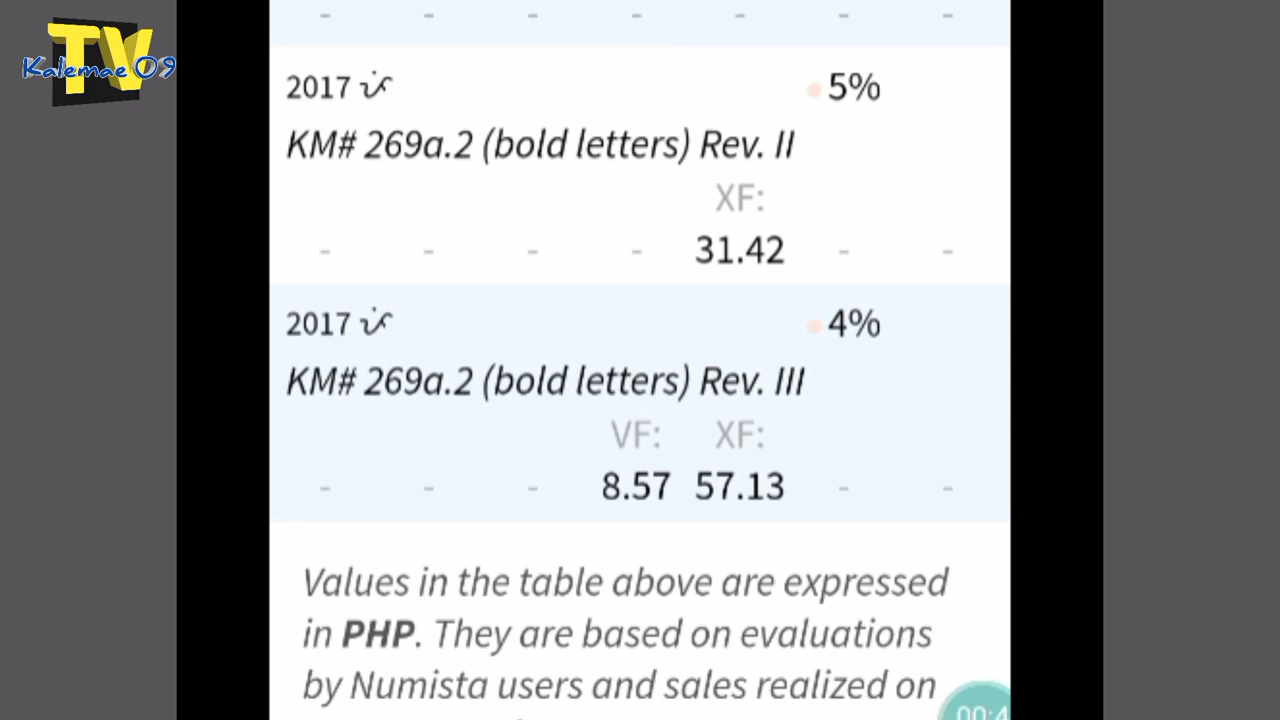 TV
Kalemae 09
- - - - - - -
2017 ᜉᜒ 5%
KM# 269a.2 (bold letters) Rev. II
XF:
- - - - 31.42 - -
2017 ᜉᜒ 4%
KM# 269a.2 (bold letters) Rev. III
VF: XF:
- - - 8.57 57.13 - -
Values in the table above are expressed
in PHP. They are based on evaluations
by Numista users and sales realized on
00:4